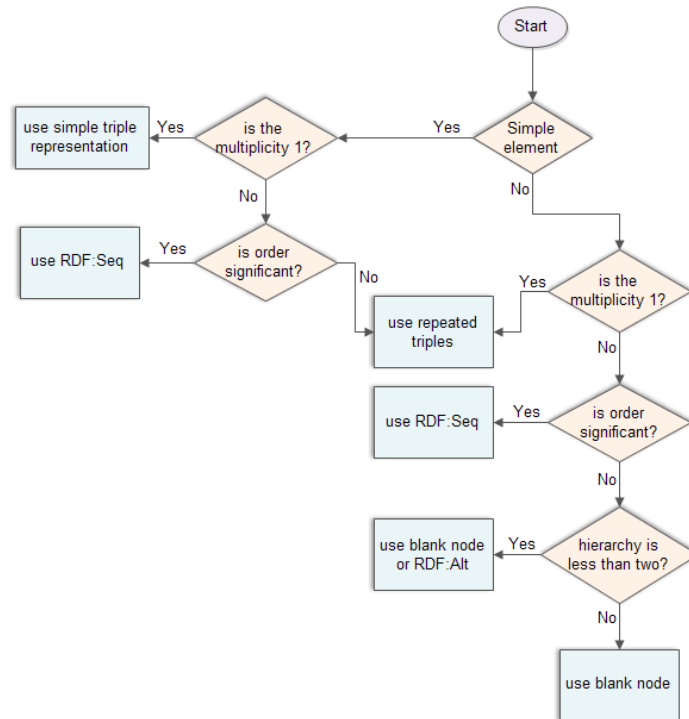 Start
Simple
element
Yes
is the
multiplicity 1?
Yes
use simple triple
representation
No
No
is order
significant?
Yes
use RDF:Seq
No
is the
multiplicity 1?
Yes
use repeated
triples
No
is order
significant?
Yes
use RDF:Seq
No
hierarchy is
less than two?
Yes
use blank node
or RDF:Alt
No
use blank node